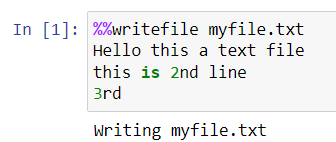 In [1]: %%writefile myfile.txt
Hello this a text file
this is 2nd line
3rd
Writing myfile.txt